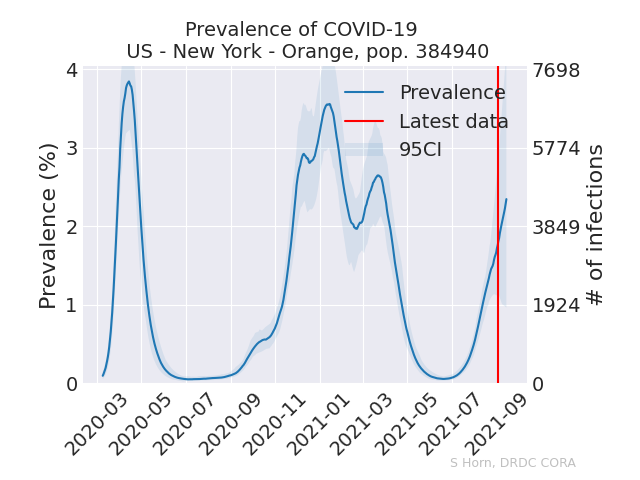 Prevalence of COVID-19
US - New York - Orange, pop. 384940
Prevalence (%)
4
3
2
1
0
7698
5774
3849
1924
0
# of infections
Prevalence
Latest data
95CI
2020-03
2020-05
2020-07
2020-09
2020-11
2021-01
2021-03
2021-05
2021-07
2021-09
S Horn, DRDC CORA